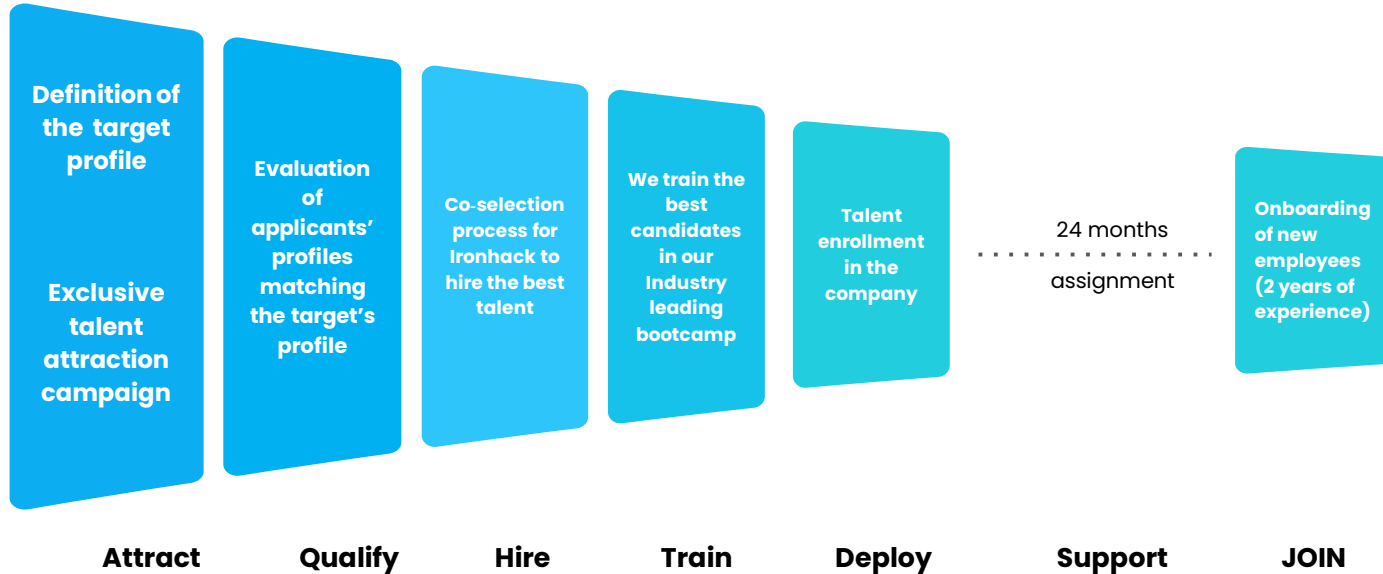 Definition of
the target
profile
Exclusive
talent
attraction
campaign
Evaluation
of
applicants’
profiles
matching
the target’s
profile
Co-selection
process for
Ironhack to
hire the best
talent
We train the
best
candidates
in our
Industry
leading
bootcamp
Talent
enrollment
in the
company
24 months
assignment
Onboarding
of new
employees
(2 years of
experience)
Attract
Qualify
Hire
Train
Deploy
Support
JOIN